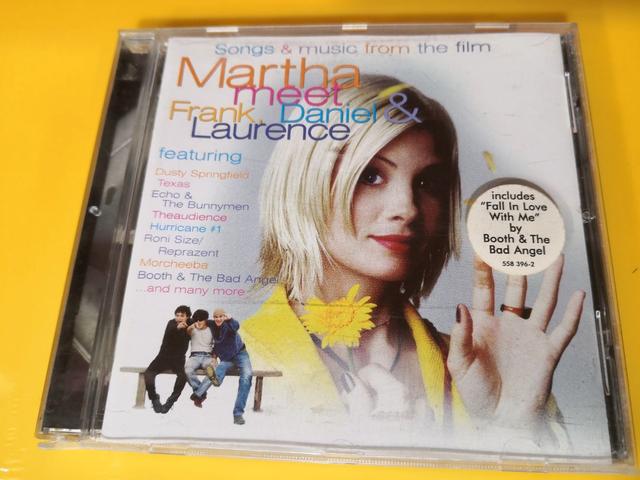 Songs & music from the film
Martha
meet
Frank, Daniel &
Laurence
featuring
Dusty Springfield
Texas
Echo &
The Bunnymen
Theaudience
Hurricane #1
Roni Size/
Reprazent
Morcheeba
Booth & The Bad Angel
...and many more
includes
"Fall In Love
With Me"
by
Booth & The
Bad Angel
558 396-2